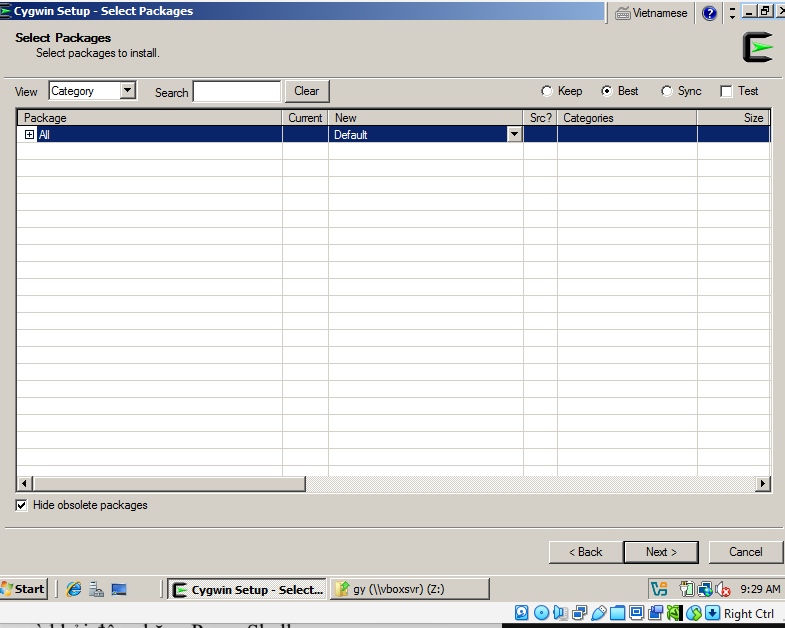 Cygwin Setup - Select Packages
Vietnamese
Select Packages
Select packages to install.
View Category Search Clear Keep Best Sync Test
Package Current New Src? Categories Size
All Default
Hide obsolete packages
< Back Next > Cancel
Start Cygwin Setup - Select... gy (\\vboxsvr) (Z:) 9:29 AM
Right Ctrl